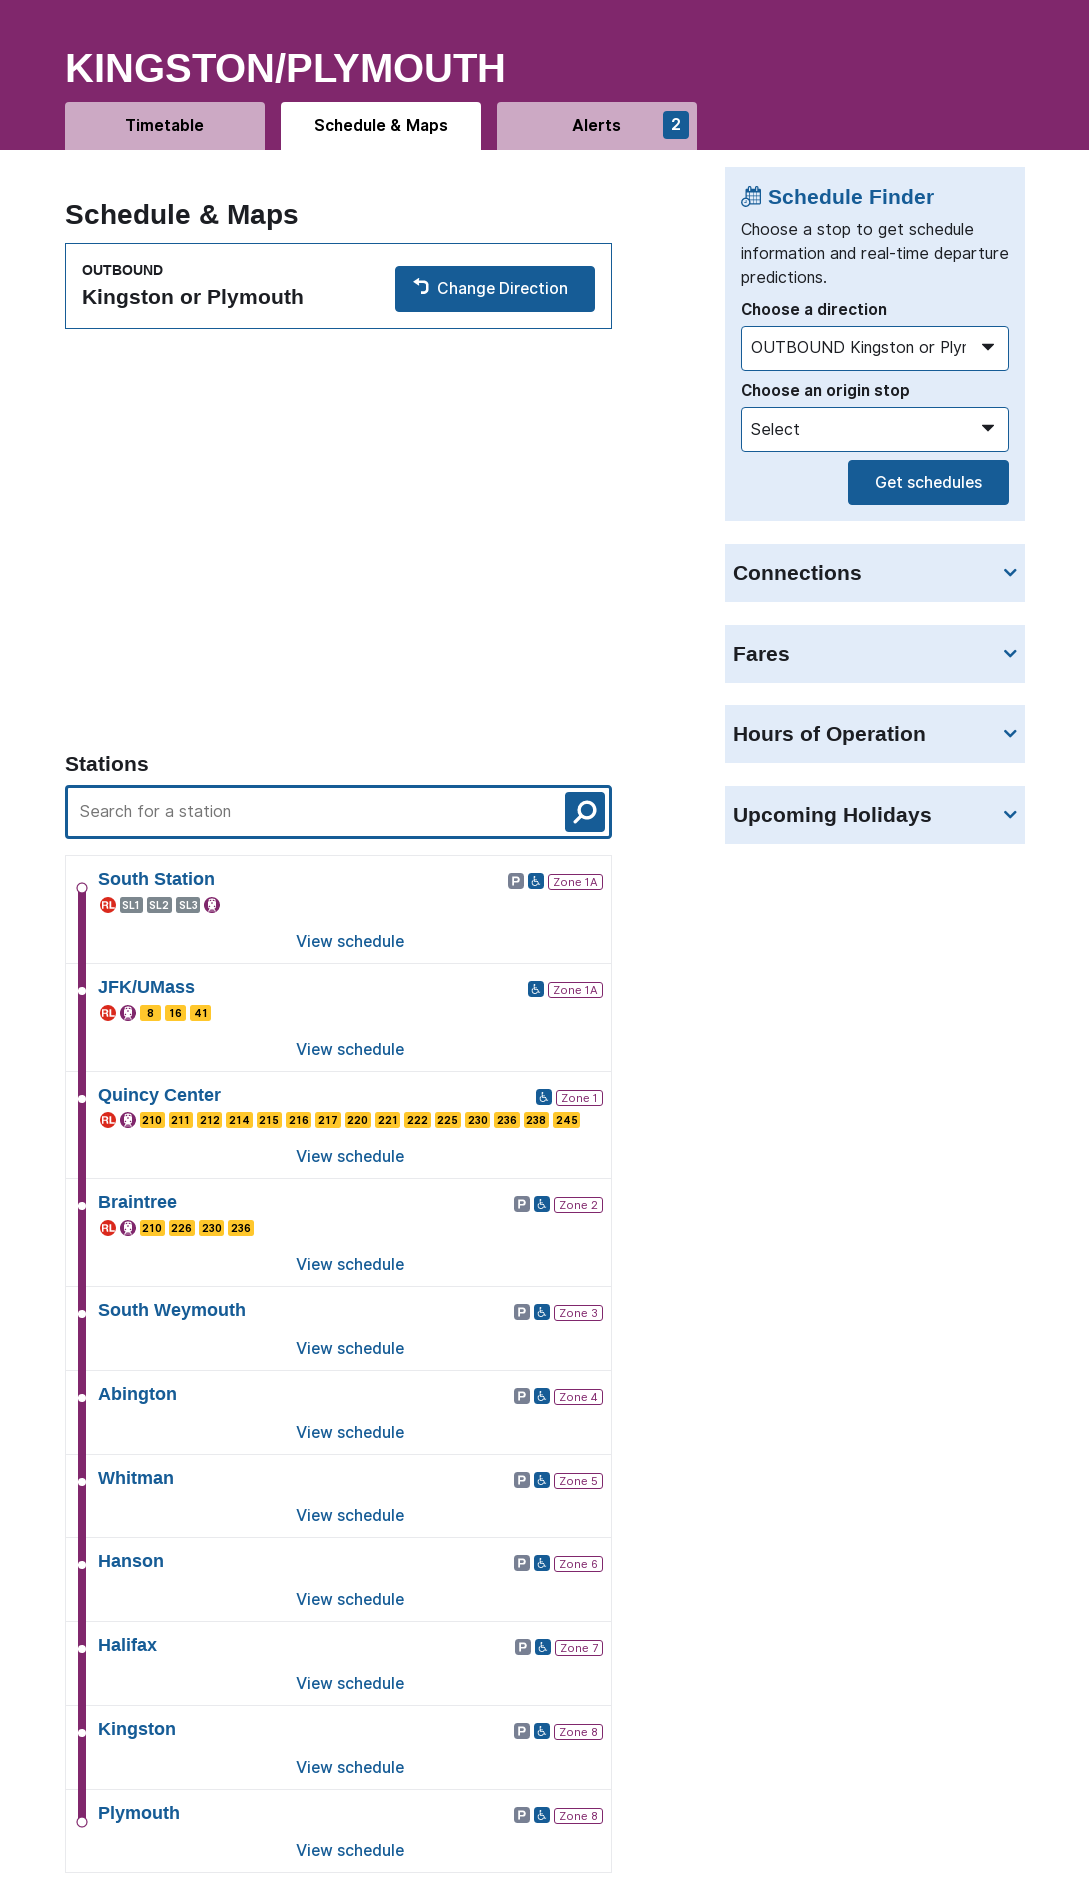 KINGSTON/PLYMOUTH
Timetable
Schedule & Maps
Alerts
2
Schedule & Maps
OUTBOUND
Kingston or Plymouth
Change Direction
Schedule Finder
Choose a stop to get schedule
information and real-time departure
predictions.
Choose a direction
OUTBOUND Kingston or Plyr
Choose an origin stop
Select
Get schedules
Connections
Fares
Hours of Operation
Upcoming Holidays
Stations
Search for a station
South Station
P Zone 1A
RL SL1 SL2 SL3
View schedule
JFK/UMass
Zone 1A
RL 8 16 41
View schedule
Quincy Center
Zone 1
RL 210 211 212 214 215 216 217 220 221 222 225 230 236 238 245
View schedule
Braintree
P Zone 2
RL 210 226 230 236
View schedule
South Weymouth
P Zone 3
View schedule
Abington
P Zone 4
View schedule
Whitman
P Zone 5
View schedule
Hanson
P Zone 6
View schedule
Halifax
P Zone 7
View schedule
Kingston
P Zone 8
View schedule
Plymouth
P Zone 8
View schedule